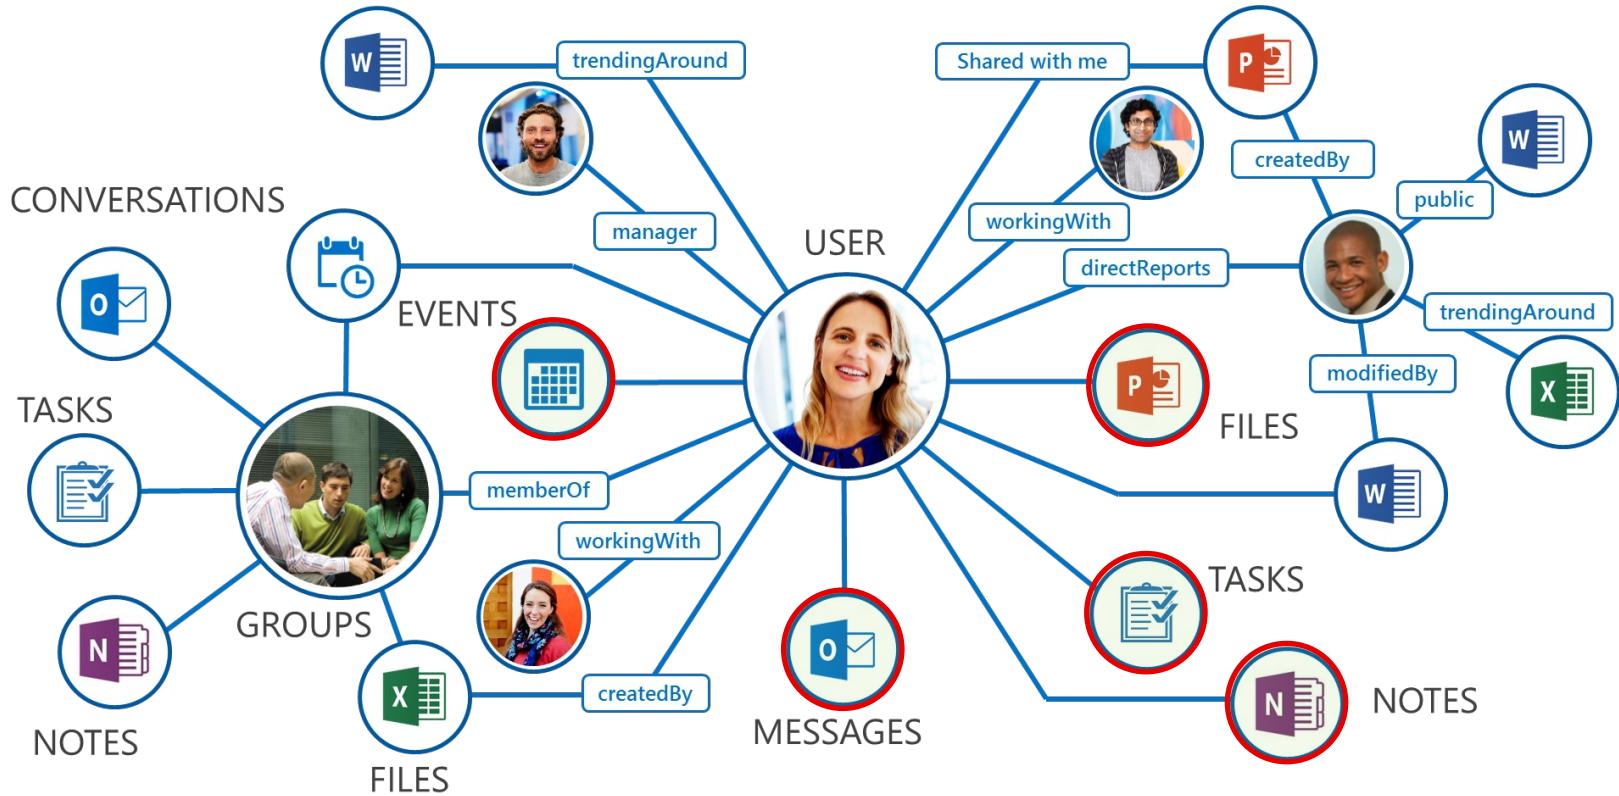 W
trendingAround
Shared with me
P
createdBy
W
public
CONVERSATIONS
manager
workingWith
USER
directReports
EVENTS
O
trendingAround
modifiedBy
P
X
TASKS
FILES
memberOf
W
workingWith
TASKS
GROUPS
N
O
createdBy
X
N
NOTES
MESSAGES
NOTES
FILES